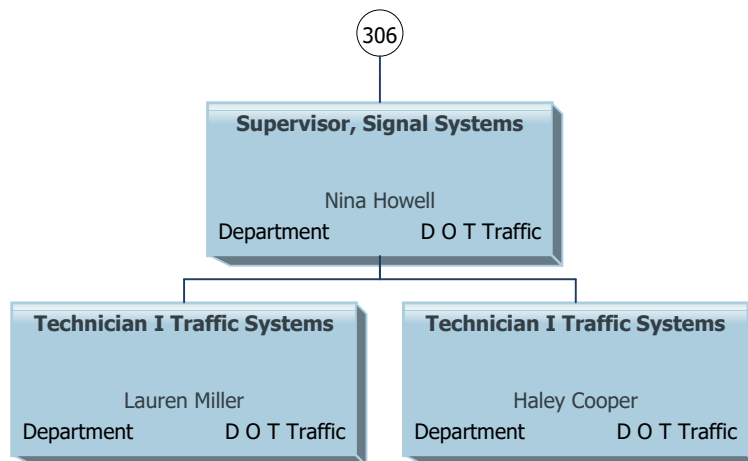 306
Supervisor, Signal Systems
Nina Howell
Department D O T Traffic
Technician I Traffic Systems
Lauren Miller
Department D O T Traffic
Technician I Traffic Systems
Haley Cooper
Department D O T Traffic